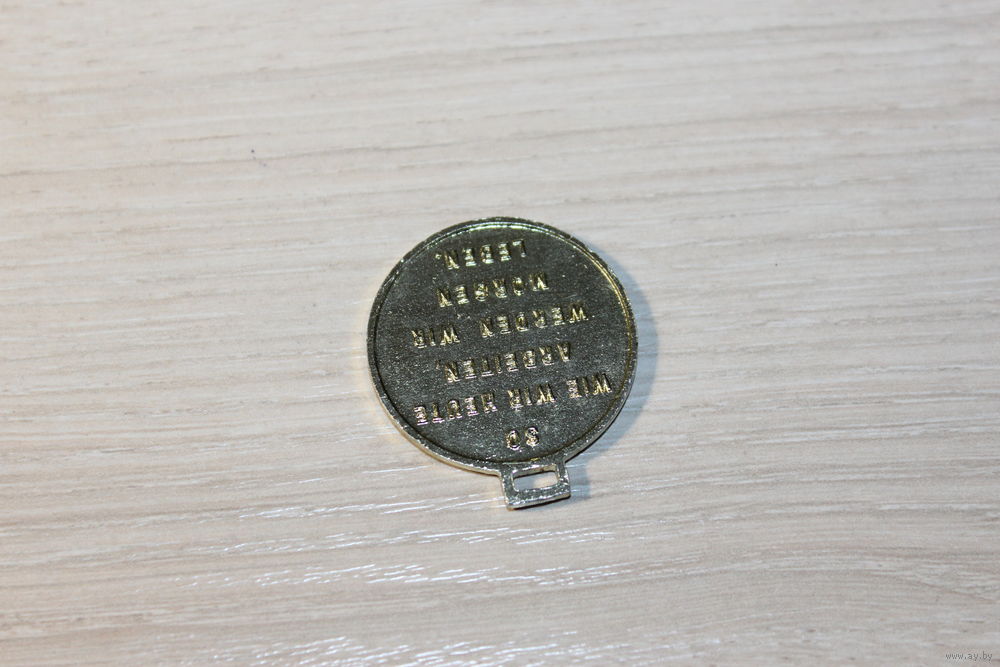 SO
WIE WIR HEUTE
ARBEITEN,
WERDEN WIR
MORGEN
LEBEN.
www.ay.by